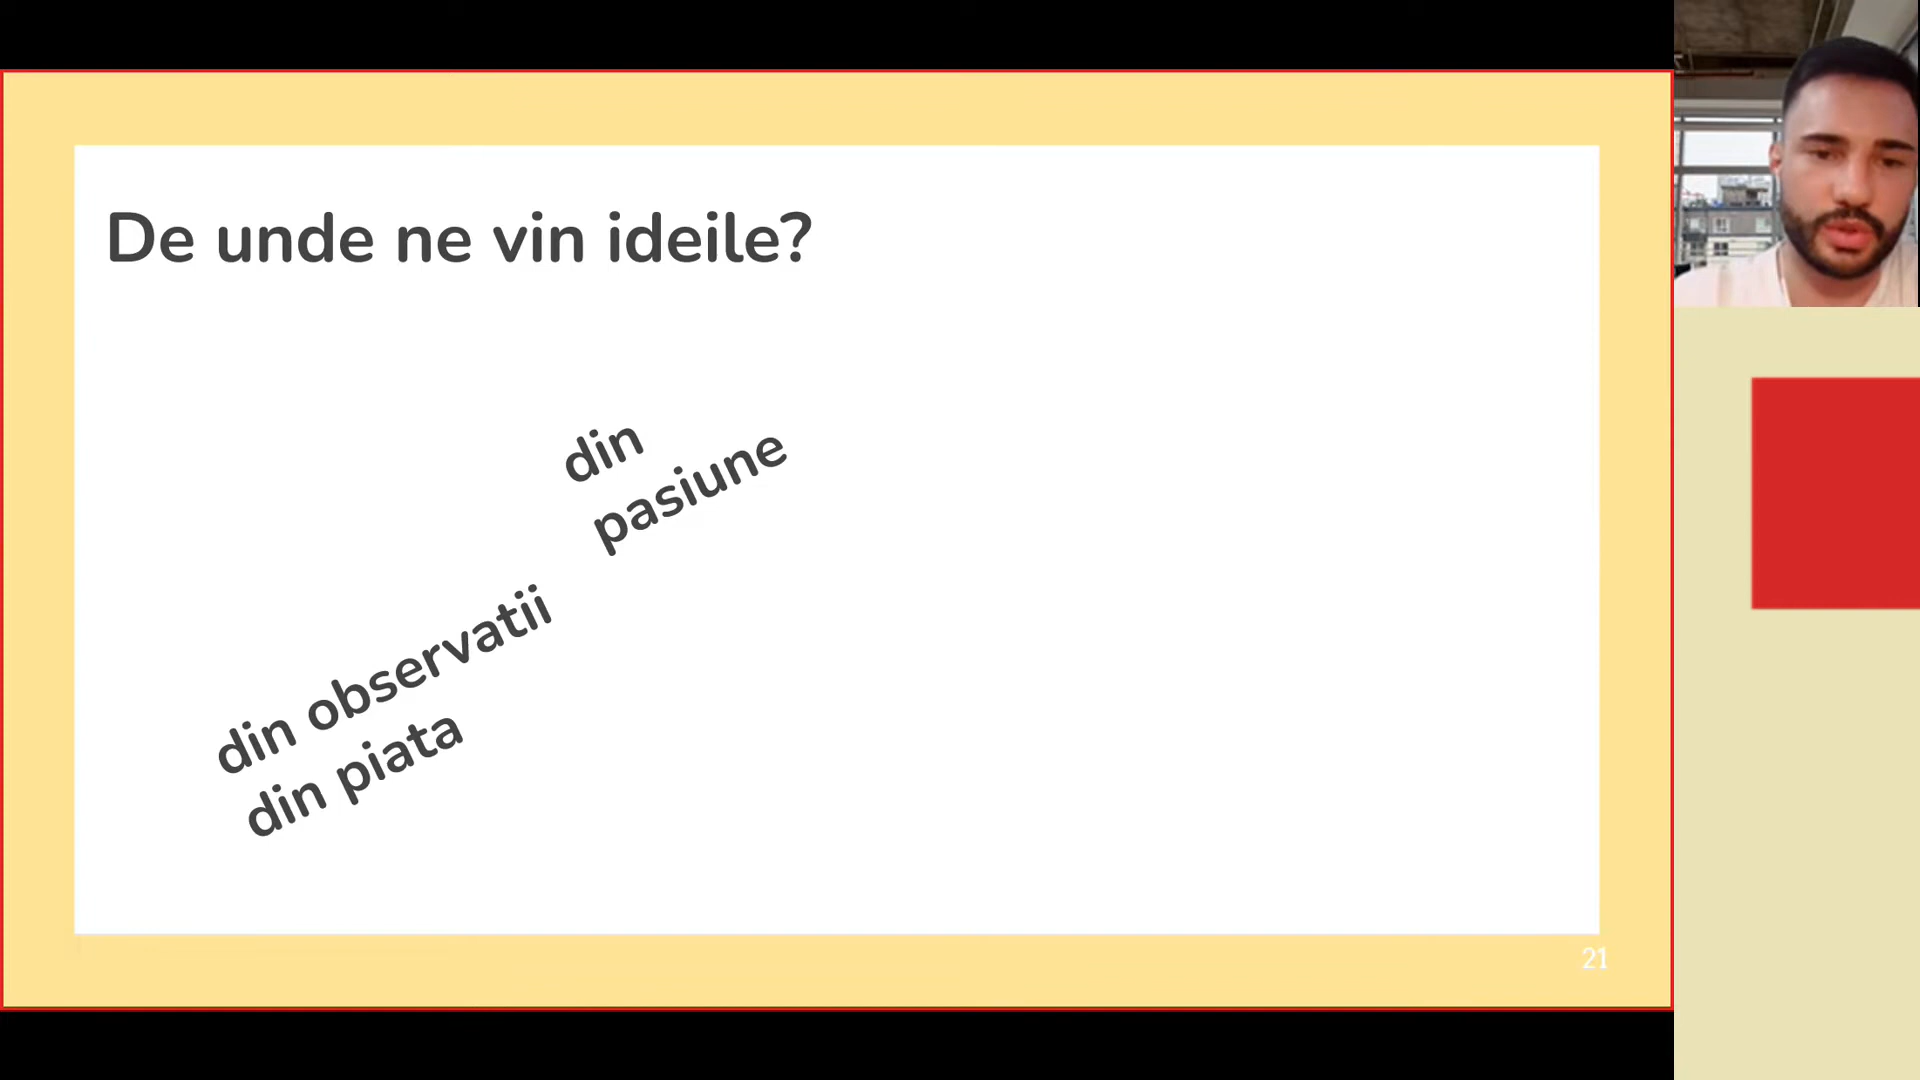 De unde ne vin ideile?
din
pasiune
din observatii
din piata
21